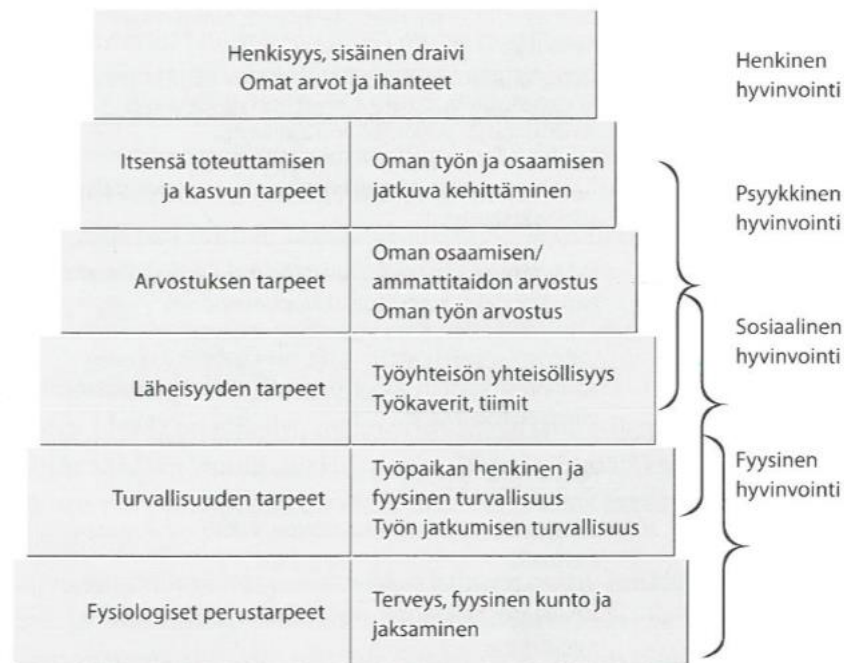 Henkisyys, sisäinen draivi
Omat arvot ja ihanteet
Henkinen
hyvinvointi
Itsensä toteuttamisen
ja kasvun tarpeet
Oman työn ja osaamisen
jatkuva kehittäminen
Psyykkinen
hyvinvointi
Arvostuksen tarpeet
Oman osaamisen/
ammattitaidon arvostus
Oman työn arvostus
Sosiaalinen
hyvinvointi
Läheisyyden tarpeet
Työyhteisön yhteisöllisyys
Työkaverit, tiimit
Fyysinen
hyvinvointi
Turvallisuuden tarpeet
Työpaikan henkinen ja
fyysinen turvallisuus
Työn jatkumisen turvallisuus
Fysiologiset perustarpeet
Terveys, fyysinen kunto ja
jaksaminen